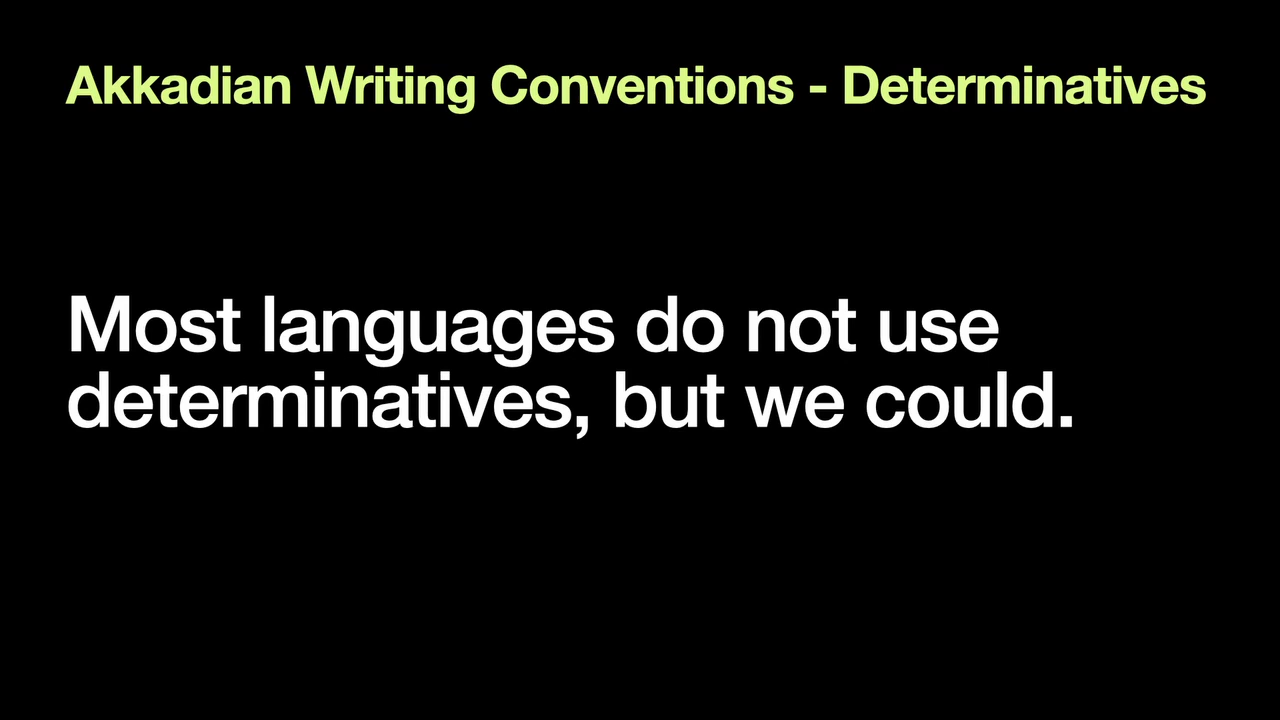 Akkadian Writing Conventions - Determinatives
Most languages do not use
determinatives, but we could.